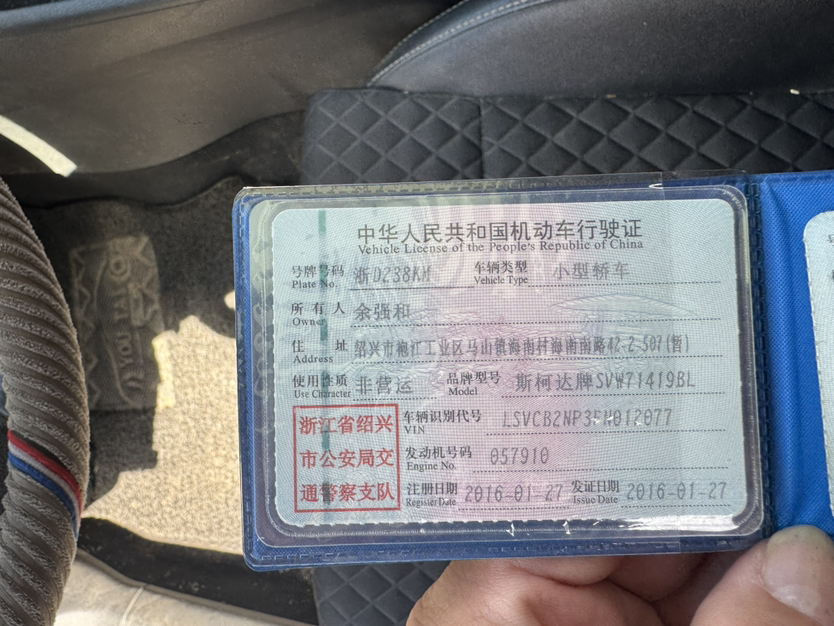 中华人民共和国机动车行驶证
Vehicle License of the People's Republic of China
号牌号码 浙D238KM 车辆类型 小型轿车
Plate No. Vehicle Type
所有人 余强和
Owner
住址 绍兴市袍江工业区马山镇海南村海南南路42-2-507(暂)
Address
使用性质 非营运 品牌型号 斯柯达牌SVW71419BL
Use Character Model
浙江省绍兴 车辆识别代号
VIN
市公安局交 发动机号码 057910
Engine No.
通警察支队 注册日期 2016-01-27 发证日期 2016-01-27
Register Date Issue Date